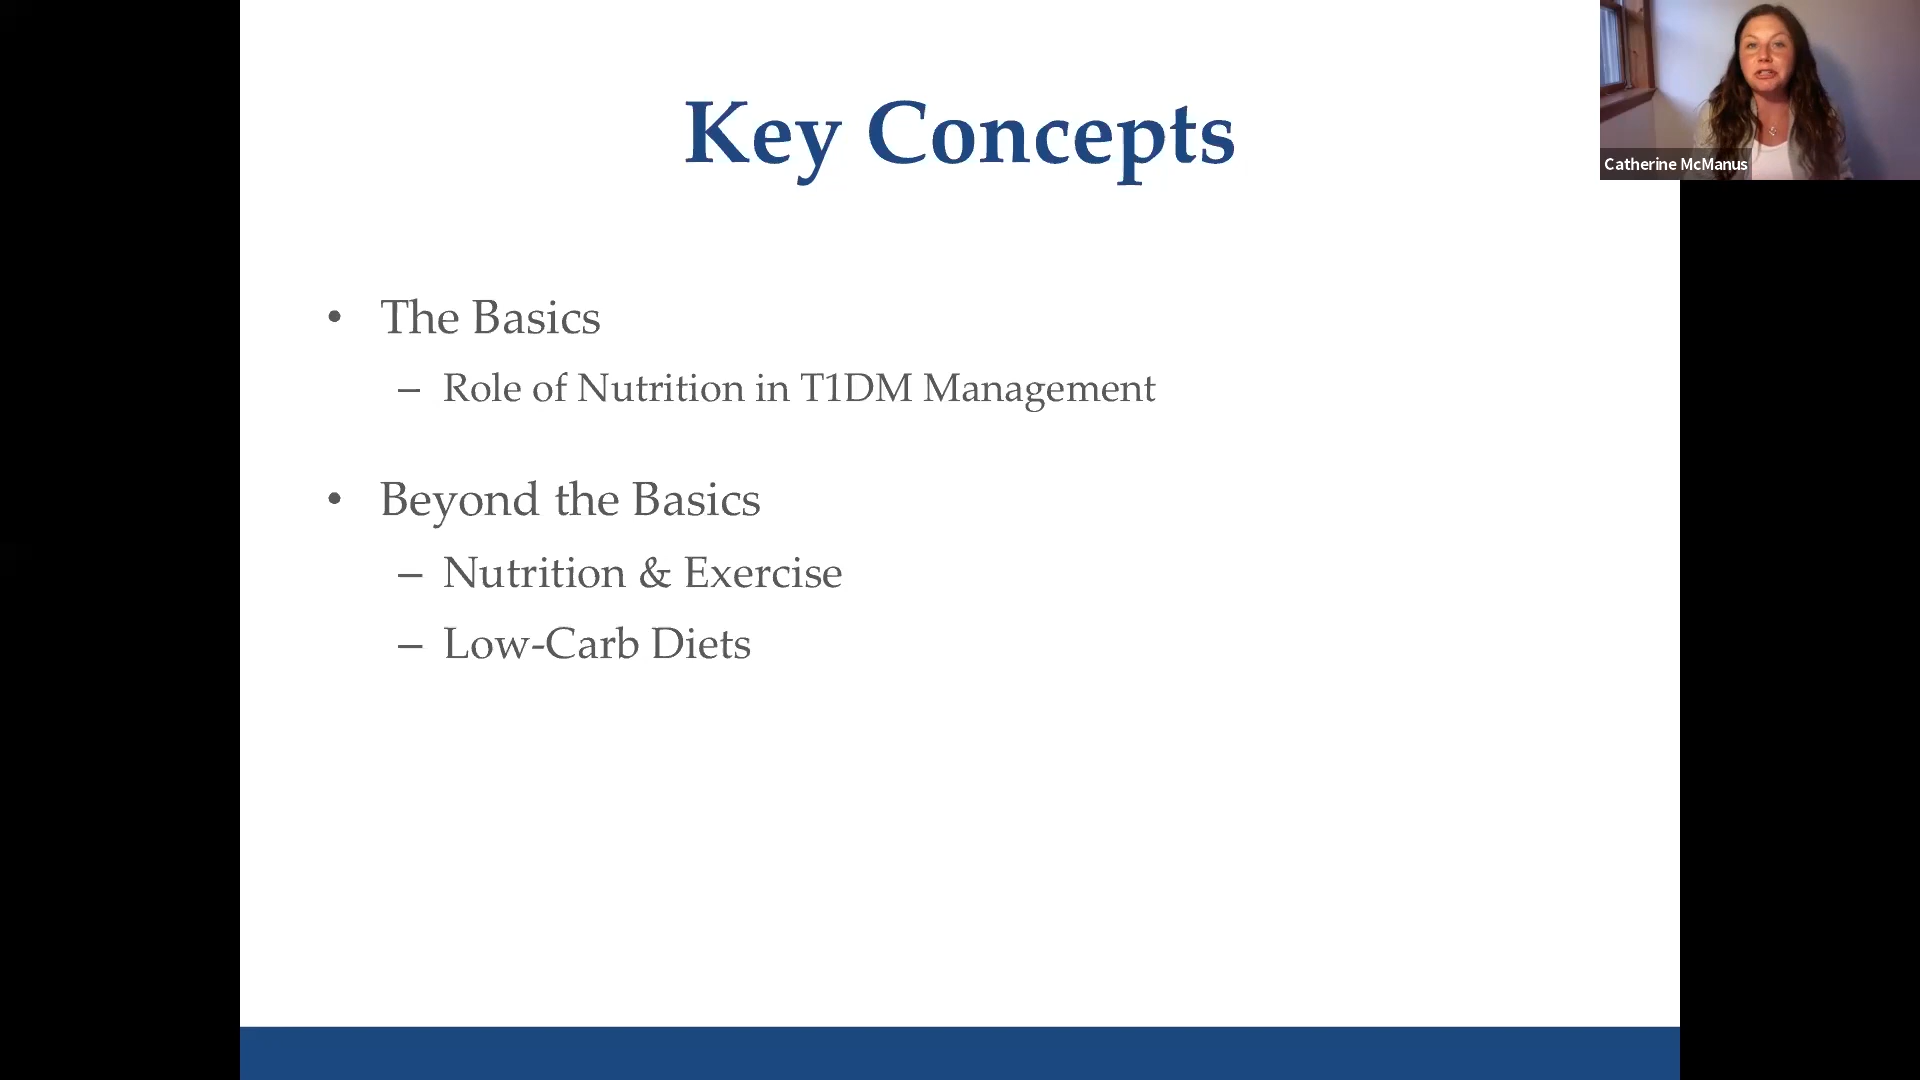 Key Concepts
Catherine McManus
• The Basics
– Role of Nutrition in T1DM Management
• Beyond the Basics
– Nutrition & Exercise
– Low-Carb Diets